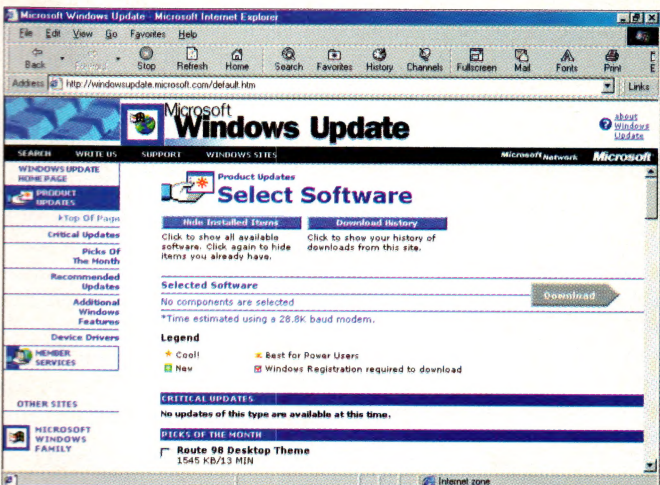 Microsoft Windows Update - Microsoft Internet Explorer
File Edit View Go Favorites Help
Back Forward Stop Refresh Home Search Favorites History Channels Fullscreen Mail Fonts Print E
Address http://windowsupdate.microsoft.com/default.htm Links
Microsoft
Windows Update
about
Windows
Update
SEARCH WRITE US SUPPORT WINDOWS SITES Microsoft Network Microsoft
WINDOWS UPDATE
HOME PAGE
PRODUCT
UPDATES
Top Of Page
Critical Updates
Picks Of
The Month
Recommended
Updates
Additional
Windows
Features
Device Drivers
MEMBER
SERVICES
OTHER SITES
MICROSOFT
WINDOWS
FAMILY
Product Updates
Select Software
Hide Installed Items
Click to show all available
software. Click again to hide
items you already have.
Download History
Click to show your history of
downloads from this site.
Selected Software
No components are selected
Download
*Time estimated using a 28.8K baud modem.
Legend
Cool! Best for Power Users
New Windows Registration required to download
CRITICAL UPDATES
No updates of this type are available at this time.
PICKS OF THE MONTH
Route 98 Desktop Theme
1545 KB/13 MIN
Internet zone